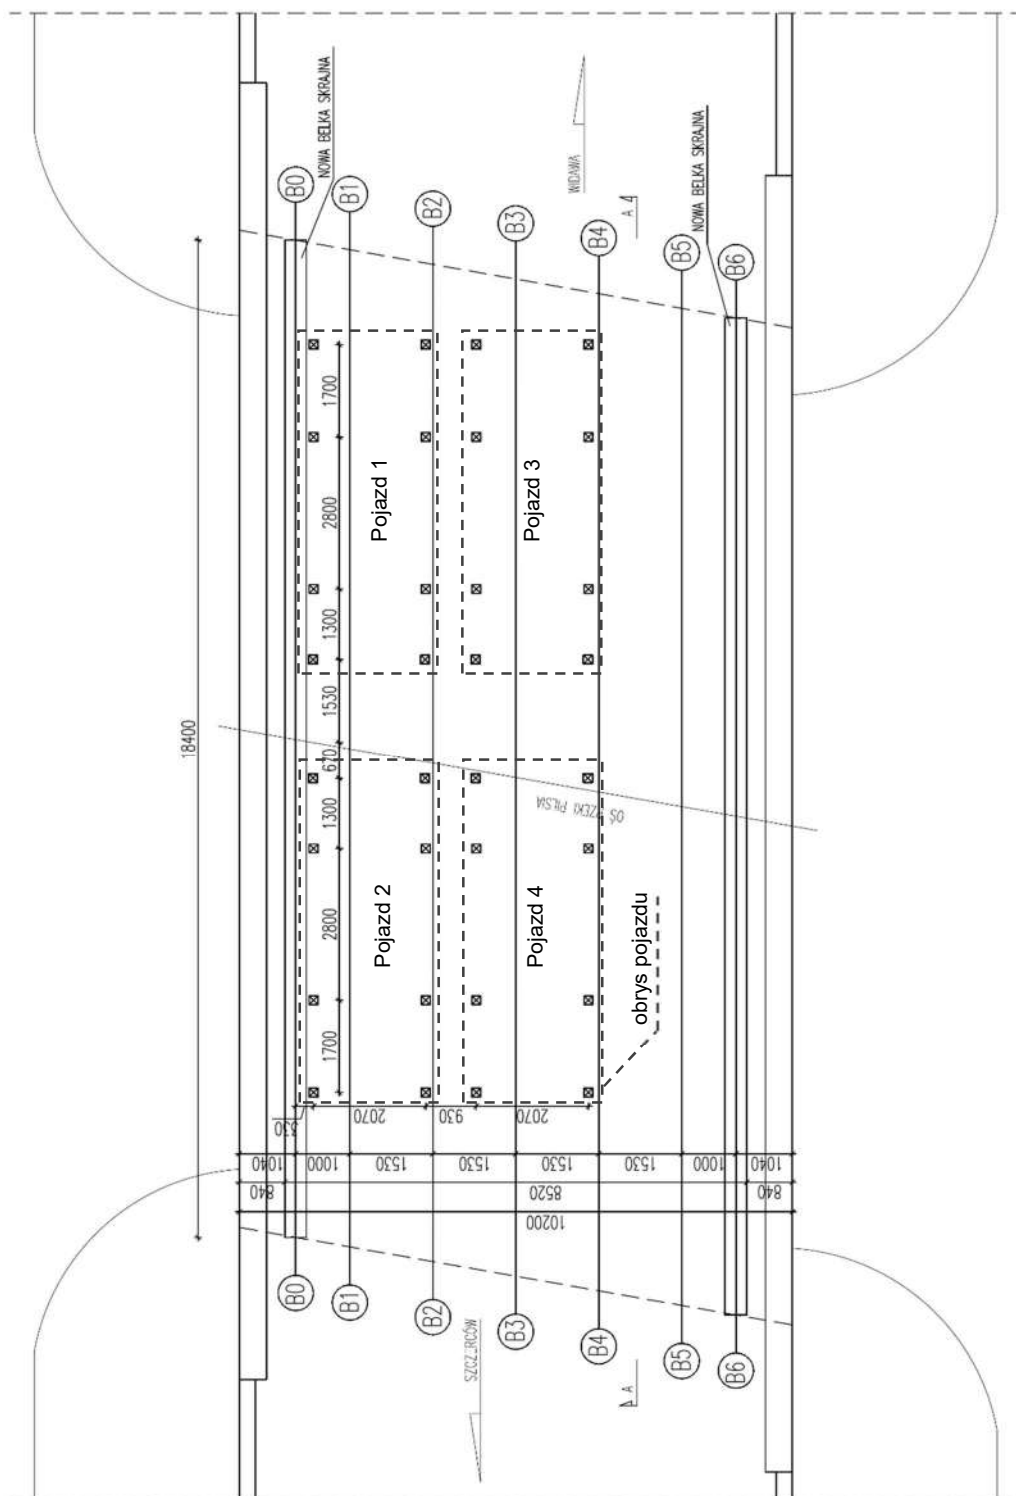 B0
NOWA BELKA SKRAJNA
B1
B2
B3
B4
B5
B6
NOWA BELKA SKRAJNA
WIDAWA
A
18400
1700
2800
1300
1530
670
1300
2800
1700
Pojazd 1
Pojazd 3
Pojazd 2
Pojazd 4
OŚ RZEKI PILSIA
obrys pojazdu
330
2070
930
2070
1040
1000
1530
1530
1530
1530
1000
1040
840
8520
840
10200
B0
B1
B2
B3
B4
B5
B6
SZCZERCÓW
A